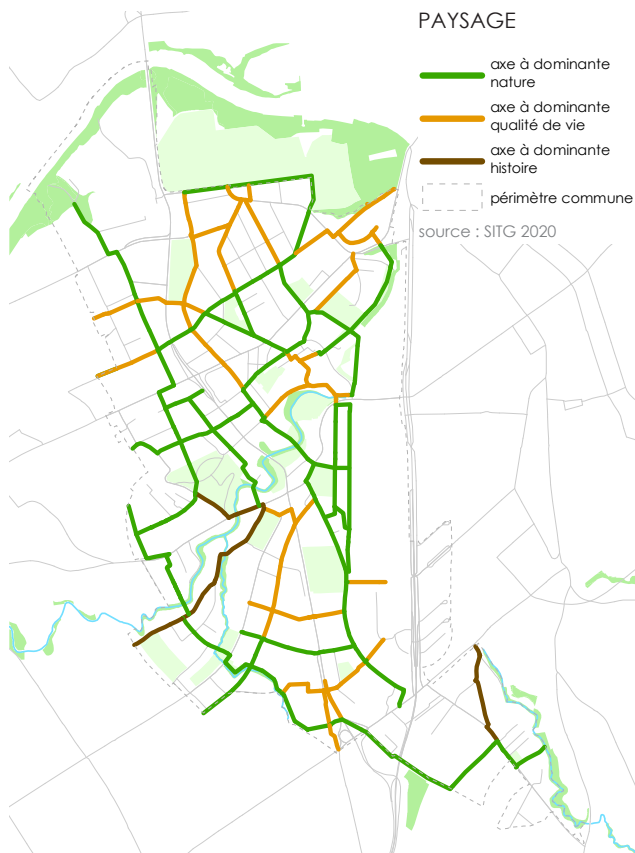 PAYSAGE
axe à dominante
nature
axe à dominante
qualité de vie
axe à dominante
histoire
périmètre commune
source : SITG 2020